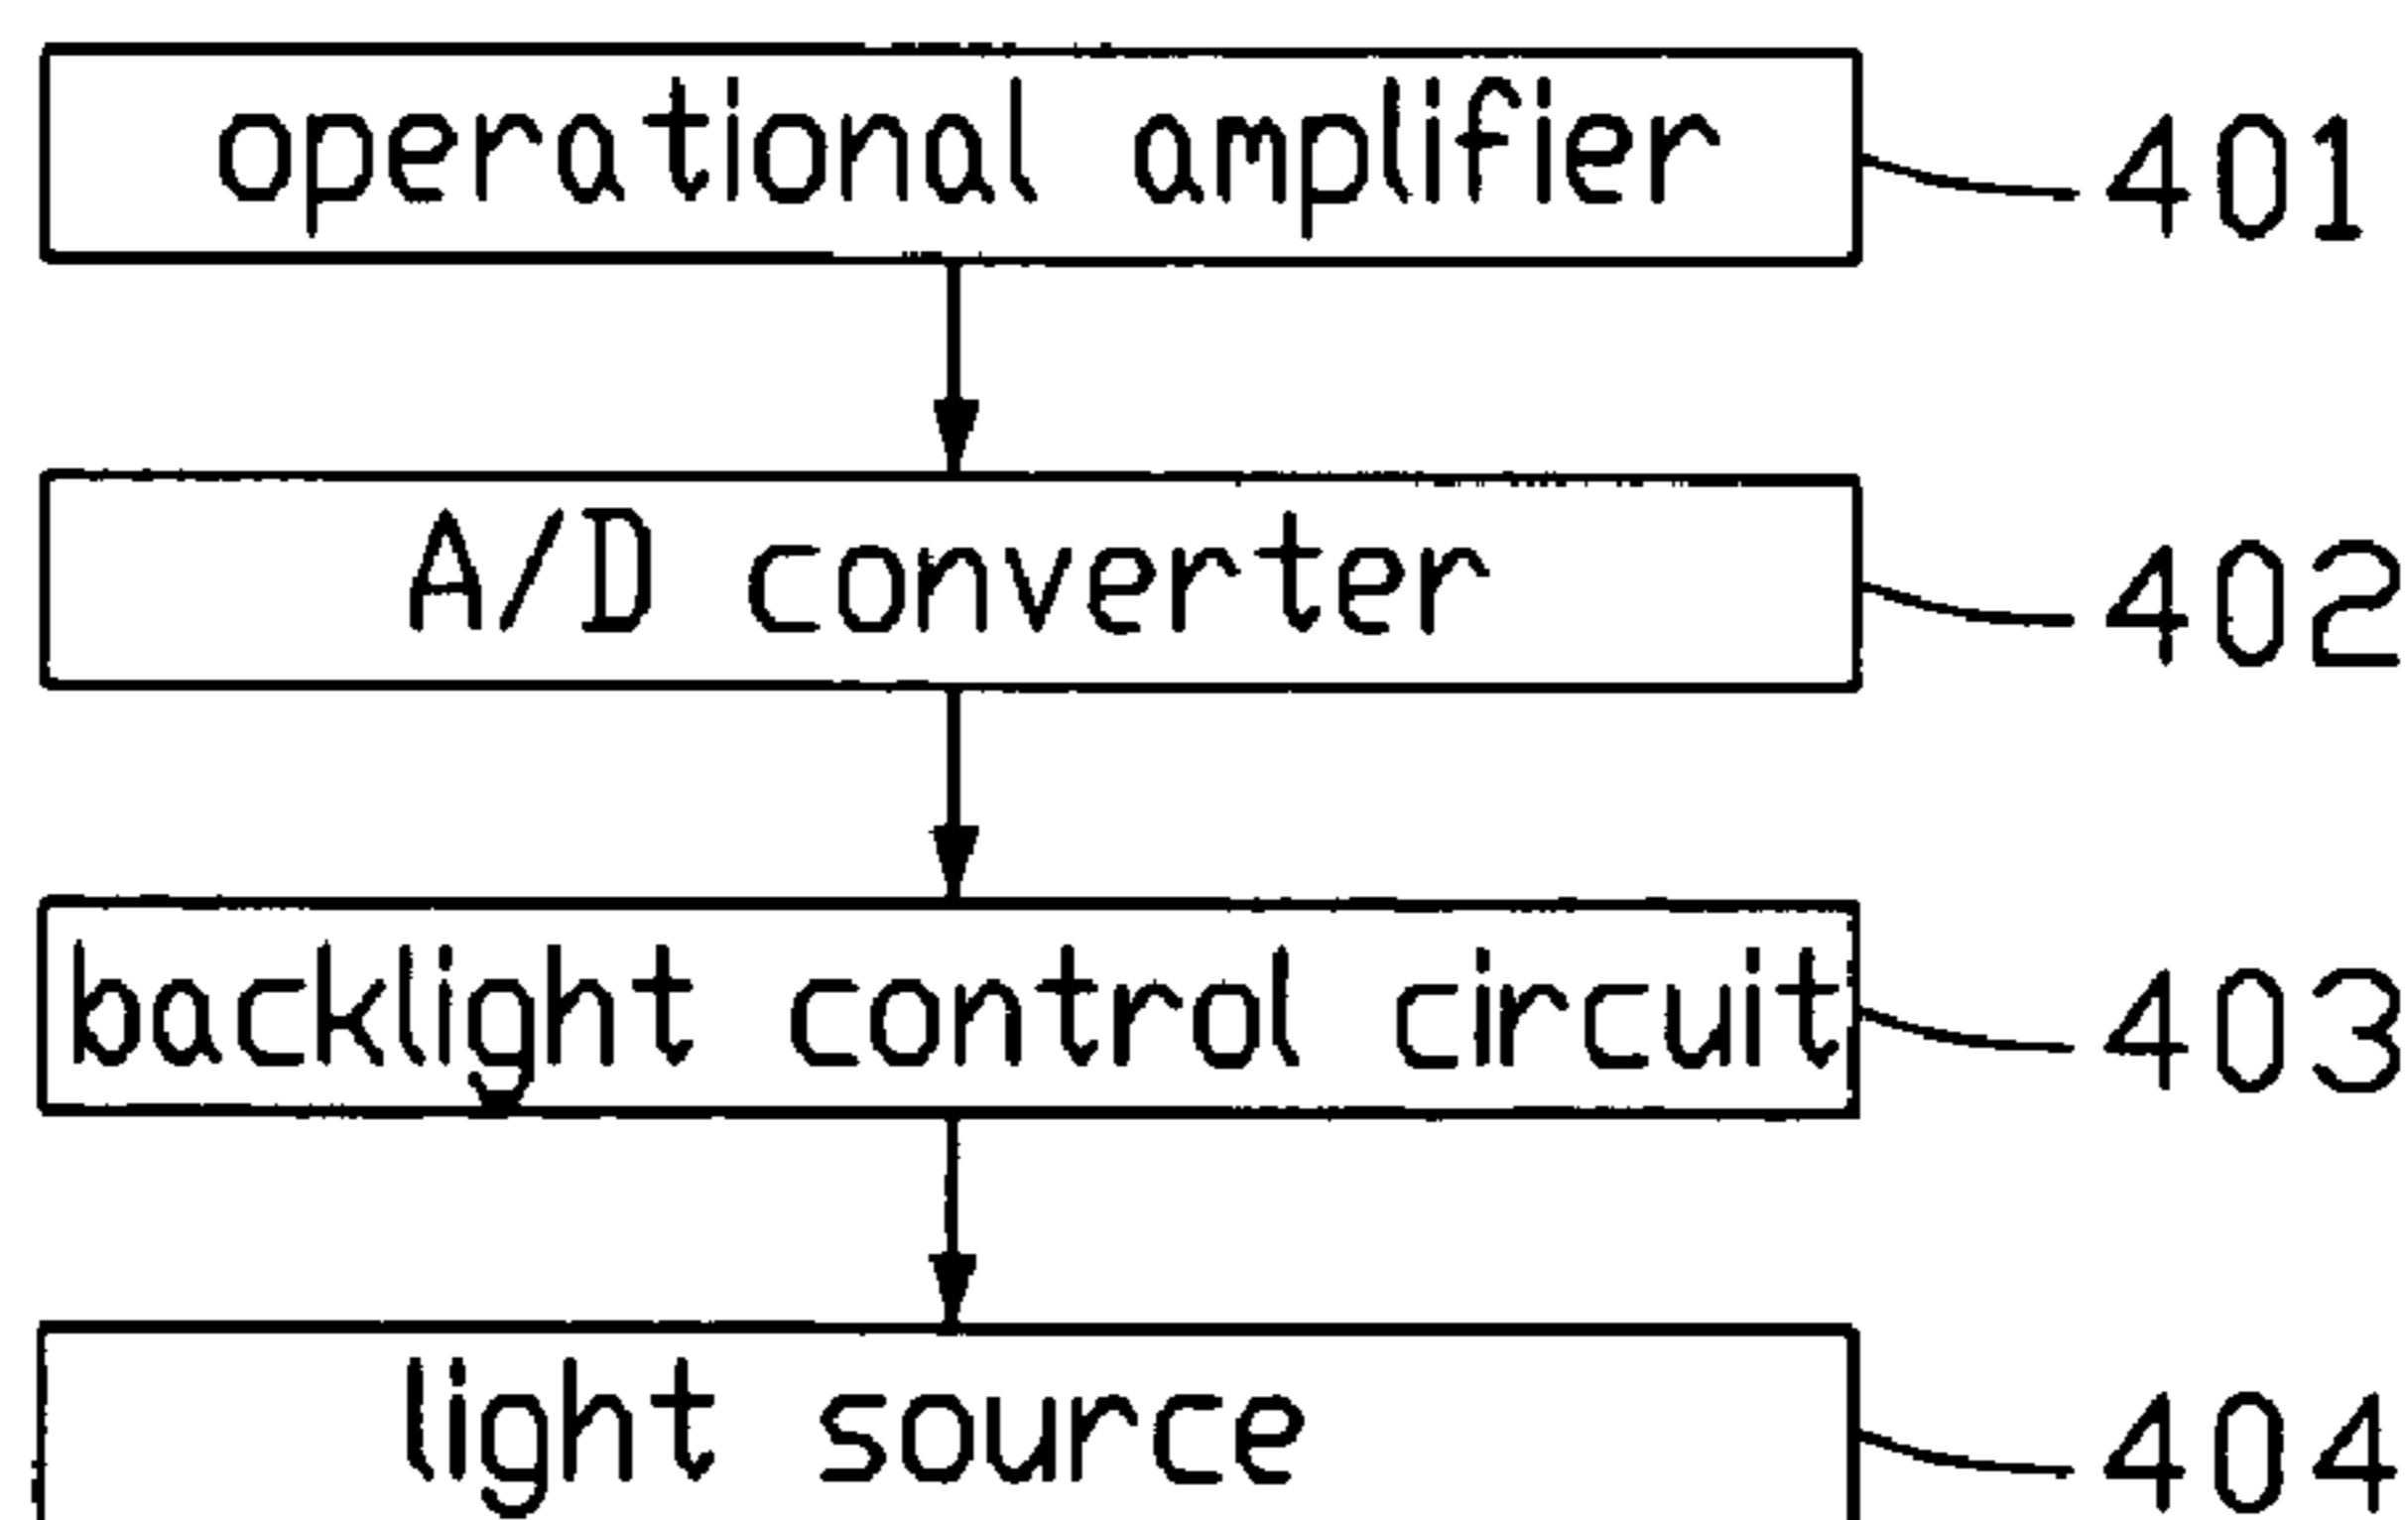 operational amplifier 401
A/D converter 402
backlight control circuit 403
light source 404